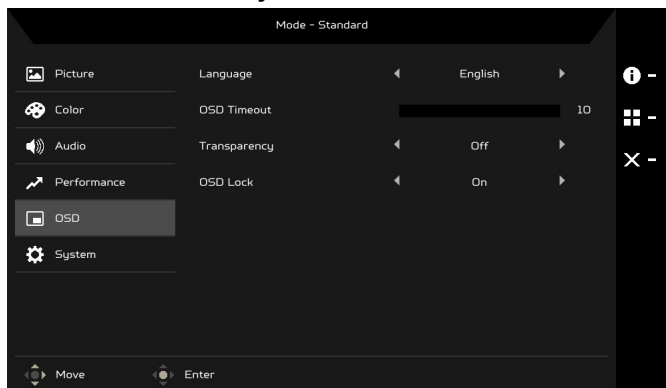 Mode - Standard
Picture
Language English
Color
OSD Timeout 10
Audio
Transparency Off
Performance
OSD Lock On
OSD
System
Move Enter